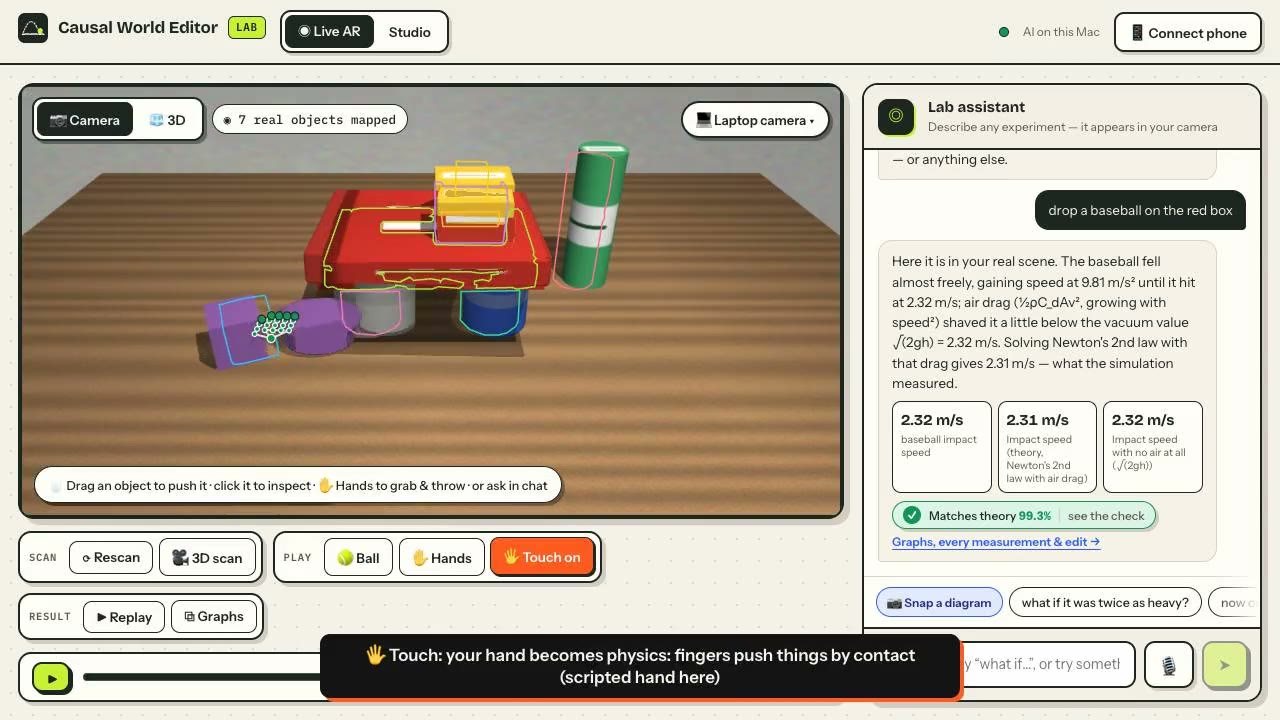 Causal World Editor
LAB
Live AR
Studio
AI on this Mac
Connect phone
Camera
3D
7 real objects mapped
Laptop camera
Drag an object to push it · click it to inspect · Hands to grab & throw · or ask in chat
SCAN
Rescan
3D scan
PLAY
Ball
Hands
Touch on
RESULT
Replay
Graphs
Touch: your hand becomes physics: fingers push things by contact
(scripted hand here)
Lab assistant
Describe any experiment — it appears in your camera
— or anything else.
drop a baseball on the red box
Here it is in your real scene. The baseball fell
almost freely, gaining speed at 9.81 m/s² until it hit
at 2.32 m/s; air drag (½ρC_dAv², growing with
speed²) shaved it a little below the vacuum value
√(2gh) = 2.32 m/s. Solving Newton's 2nd law with
that drag gives 2.31 m/s — what the simulation
measured.
2.32 m/s
baseball impact
speed
2.31 m/s
Impact speed
(theory,
Newton's 2nd
law with air drag)
2.32 m/s
Impact speed
with no air at all
(√(2gh))
Matches theory 99.3%
see the check
Graphs, every measurement & edit →
Snap a diagram
what if it was twice as heavy?
now
y “what if…”, or try someth